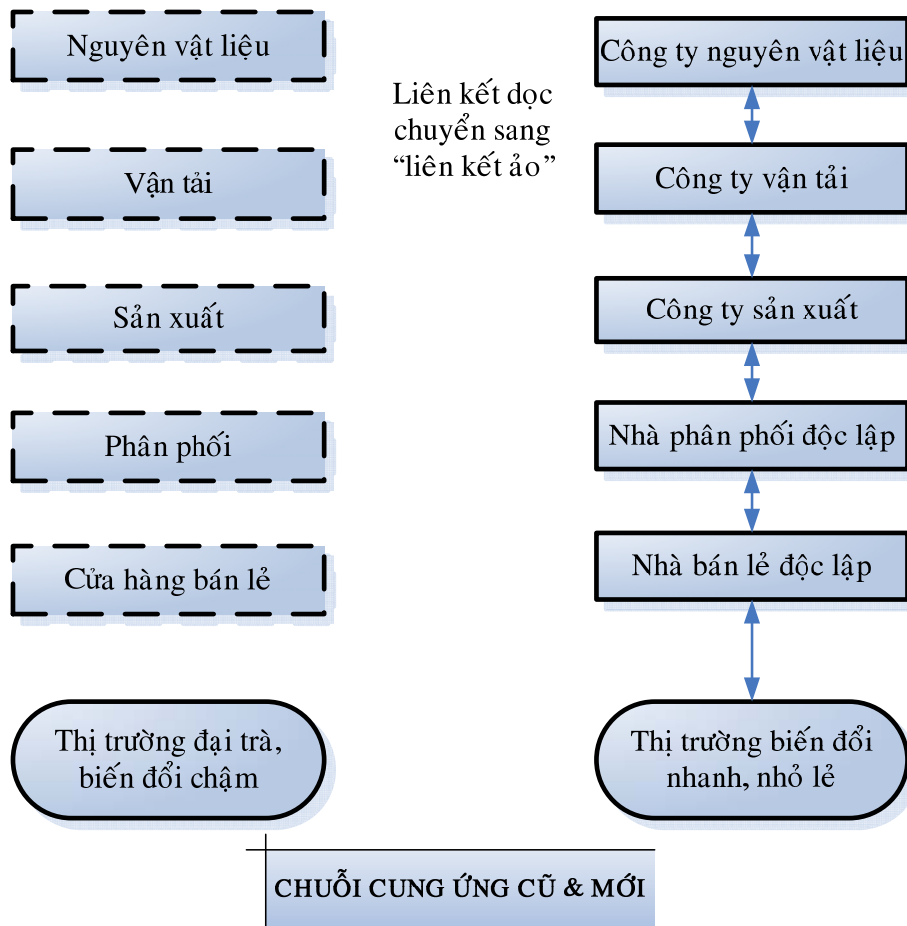 Nguyên vật liệu
Vận tải
Sản xuất
Phân phối
Cửa hàng bán lẻ
Thị trường đại trà,
biến đổi chậm
Liên kết dọc
chuyển sang
“liên kết ảo”
Công ty nguyên vật liệu
Công ty vận tải
Công ty sản xuất
Nhà phân phối độc lập
Nhà bán lẻ độc lập
Thị trường biến đổi
nhanh, nhỏ lẻ
CHUỖI CUNG ỨNG CŨ & MỚI